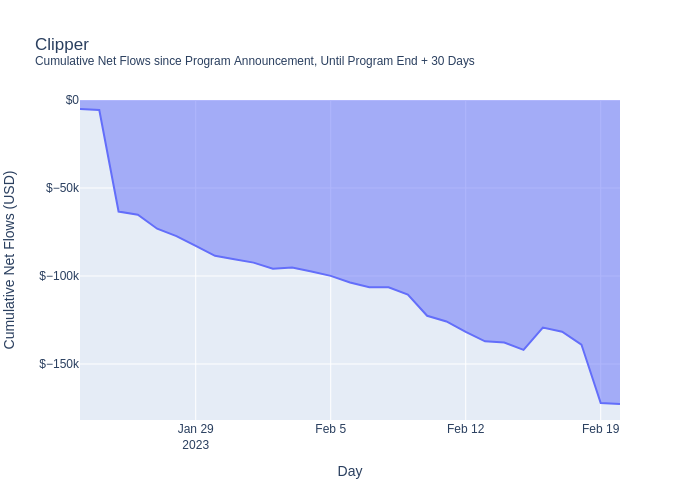 Clipper
Cumulative Net Flows since Program Announcement, Until Program End + 30 Days
Cumulative Net Flows (USD)
$0
$−50k
$−100k
$−150k
Jan 29
2023
Feb 5
Feb 12
Feb 19
Day